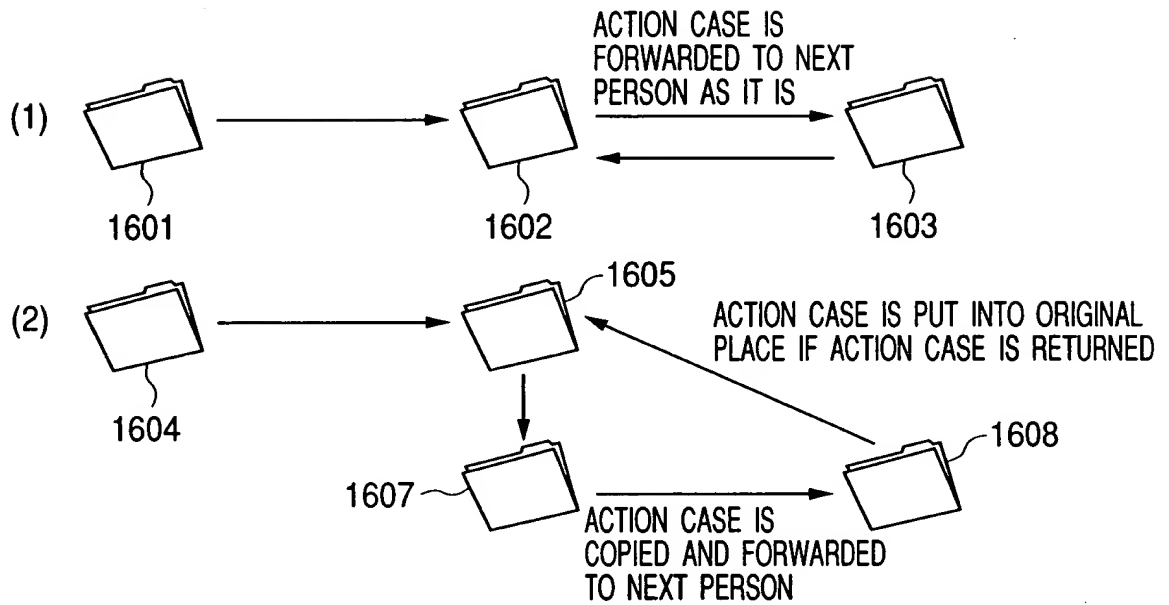 ACTION CASE IS
FORWARDED TO NEXT
PERSON AS IT IS
(1)
1601
1602
1603
(2)
1605
ACTION CASE IS PUT INTO ORIGINAL
PLACE IF ACTION CASE IS RETURNED
1604
1607
1608
ACTION CASE IS
COPIED AND FORWARDED
TO NEXT PERSON